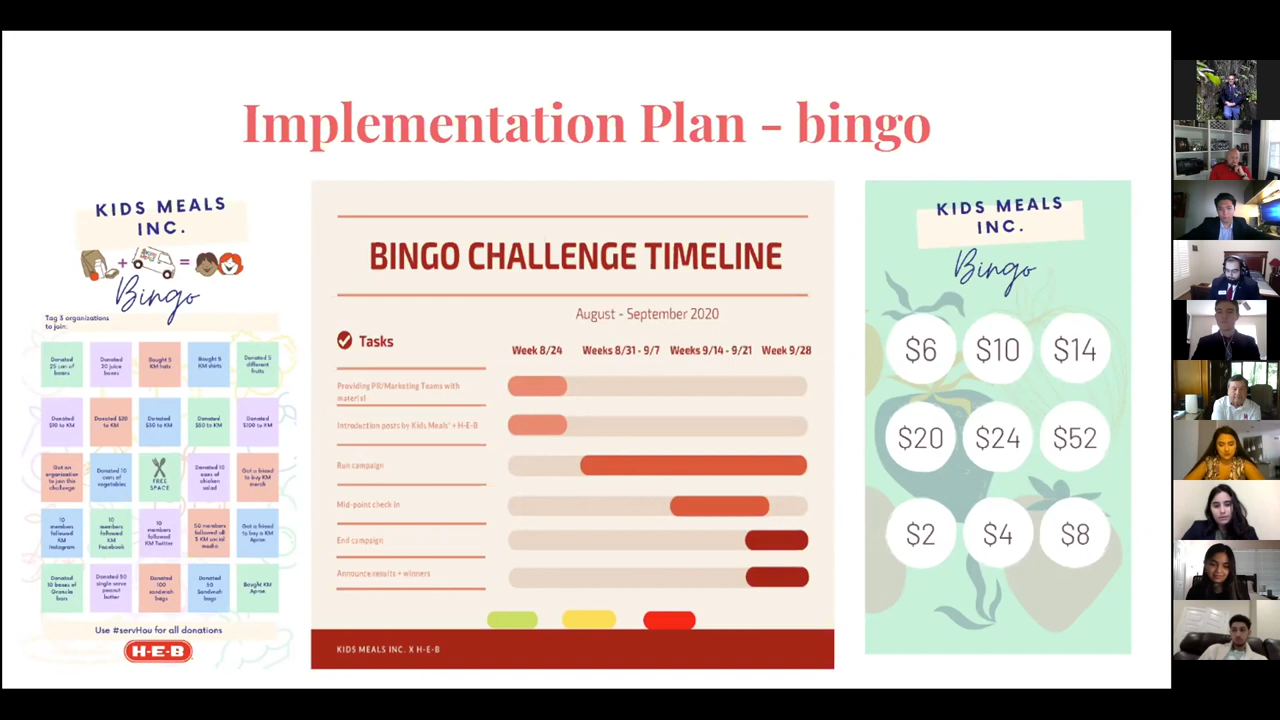 Implementation Plan - bingo
KIDS MEALS
INC.
Bingo
Tag 3 organizations
to join:
Donated
25 can of
beans
Donated
20 juice
boxes
Bought 5
KM hats
Bought 5
KM shirts
Donated 5
different
fruits
Donated
$10 to KM
Donated $20
to KM
Donated
$30 to KM
Donated
$50 to KM
Donated
$100 to KM
Got an
organization
to join this
challenge
Donated 10
cans of
vegetables
FREE
SPACE
Donated 10
cans of
chicken
salad
Got a friend
to buy KM
merch
10
members
followed
KM
Instagram
10
members
followed
KM
Facebook
10
members
followed
KM Twitter
50 members
followed all
3 KM social
media
Got a friend
to buy a KM
Apron
Donated
10 boxes of
Granola
bars
Donated 50
single serve
peanut
butter
Donated
100
sandwich
bags
Donated
50
Sandwich
bags
Bought KM
Apron
Use #servHou for all donations
H-E-B
BINGO CHALLENGE TIMELINE
August - September 2020
Tasks
Week 8/24 Weeks 8/31 - 9/7 Weeks 9/14 - 9/21 Week 9/28
Providing PR/Marketing Teams with
material
Introduction posts by Kids Meals' + H-E-B
Run campaign
Mid-point check in
End campaign
Announce results + winners
KIDS MEALS INC. X H-E-B
KIDS MEALS
INC.
Bingo
$6 $10 $14
$20 $24 $52
$2 $4 $8